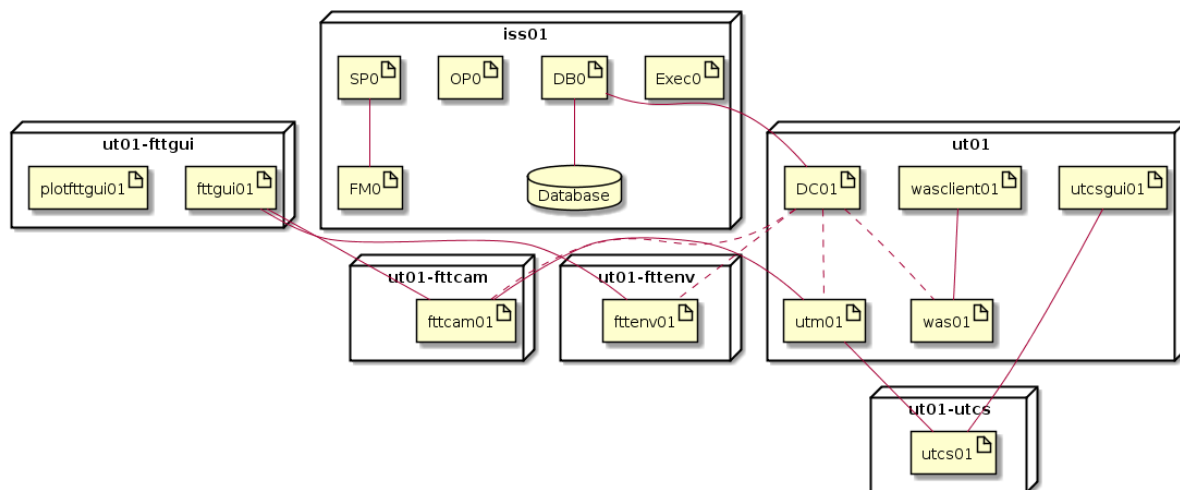 iss01
SP0
OP0
DB0
Exec0
ut01-fttgui
ut01
plotfttgui01
fttgui01
FM0
Database
DC01
wasclient01
utcsgui01
ut01-fttcam
ut01-fttenv
fttcam01
fttenv01
utm01
was01
ut01-utcs
utcs01